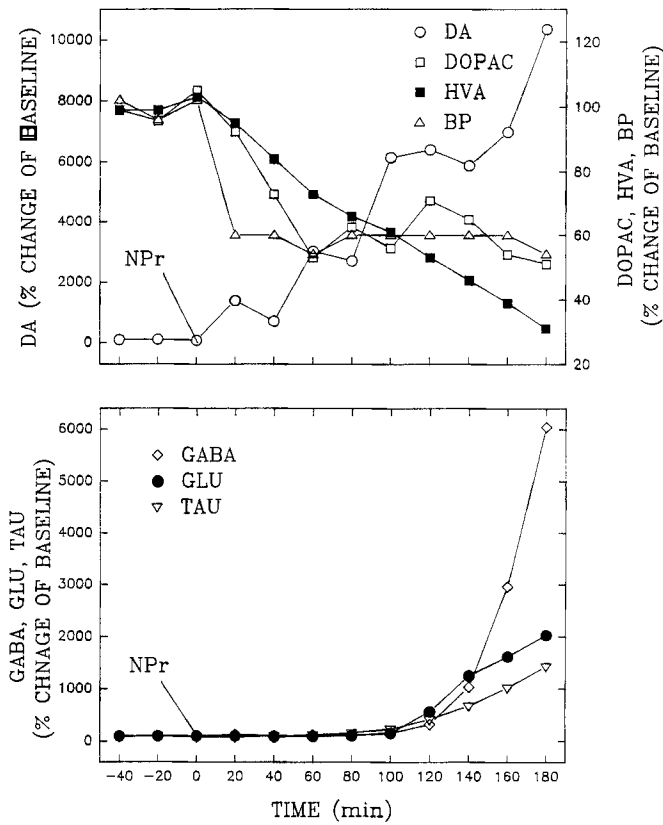 DA
DOPAC
HVA
BP
10000
8000
6000
4000
2000
0
120
100
80
60
40
20
DA (% CHANGE OF BASELINE)
DOPAC, HVA, BP
(% CHANGE OF BASELINE)
NPr
GABA
GLU
TAU
6000
5000
4000
3000
2000
1000
0
GABA, GLU, TAU
(% CHNAGE OF BASELINE)
NPr
-40 -20 0 20 40 60 80 100 120 140 160 180
TIME (min)